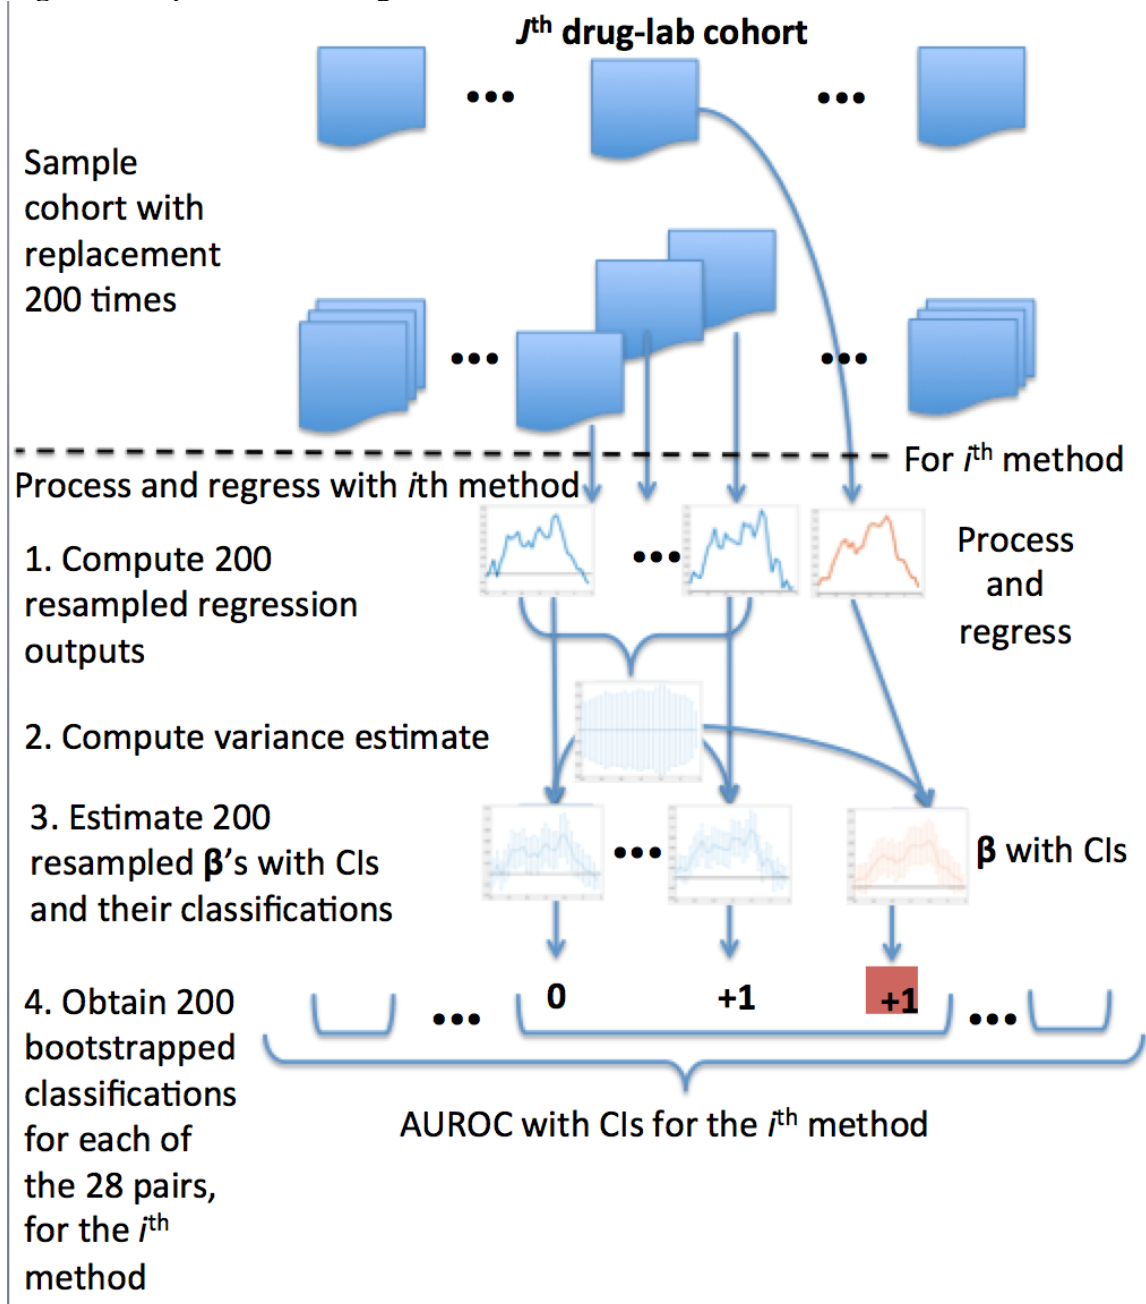 Jth drug-lab cohort
Sample
cohort with
replacement
200 times
For ith method
Process and regress with ith method
1. Compute 200
resampled regression
outputs
Process
and
regress
2. Compute variance estimate
3. Estimate 200
resampled β's with CIs
and their classifications
β with CIs
4. Obtain 200
bootstrapped
classifications
for each of
the 28 pairs,
for the ith
method
0
+1
+1
AUROC with CIs for the ith method